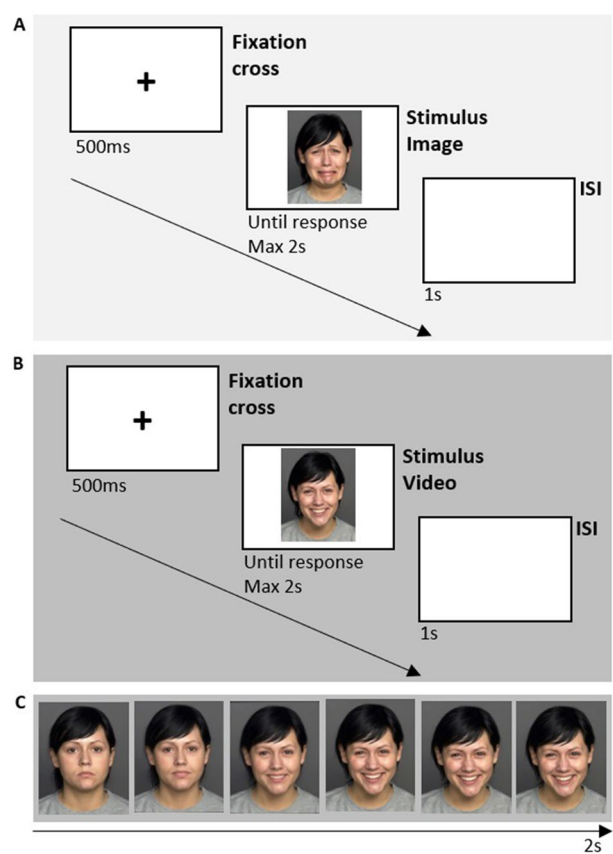 A
Fixation
cross
500ms
Stimulus
Image
Until response
Max 2s
ISI
1s
B
Fixation
cross
500ms
Stimulus
Video
Until response
Max 2s
ISI
1s
C
2s